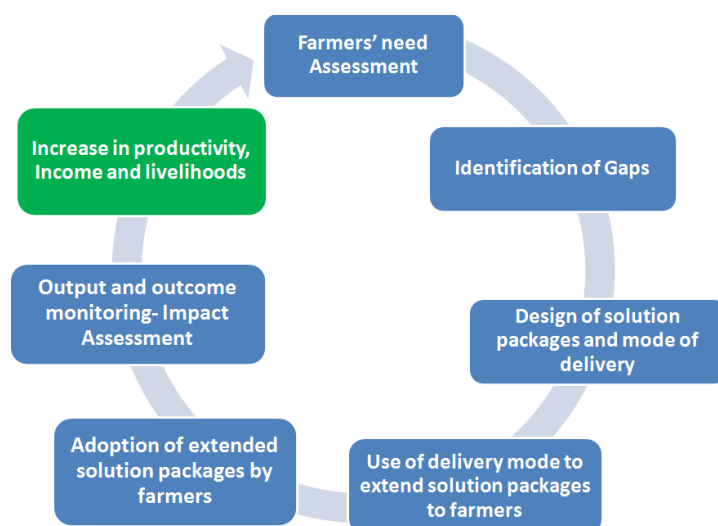 Farmers’ need
Assessment
Identification of Gaps
Design of solution
packages and mode of
delivery
Use of delivery mode to
extend solution packages
to farmers
Adoption of extended
solution packages by
farmers
Output and outcome
monitoring- Impact
Assessment
Increase in productivity,
Income and livelihoods